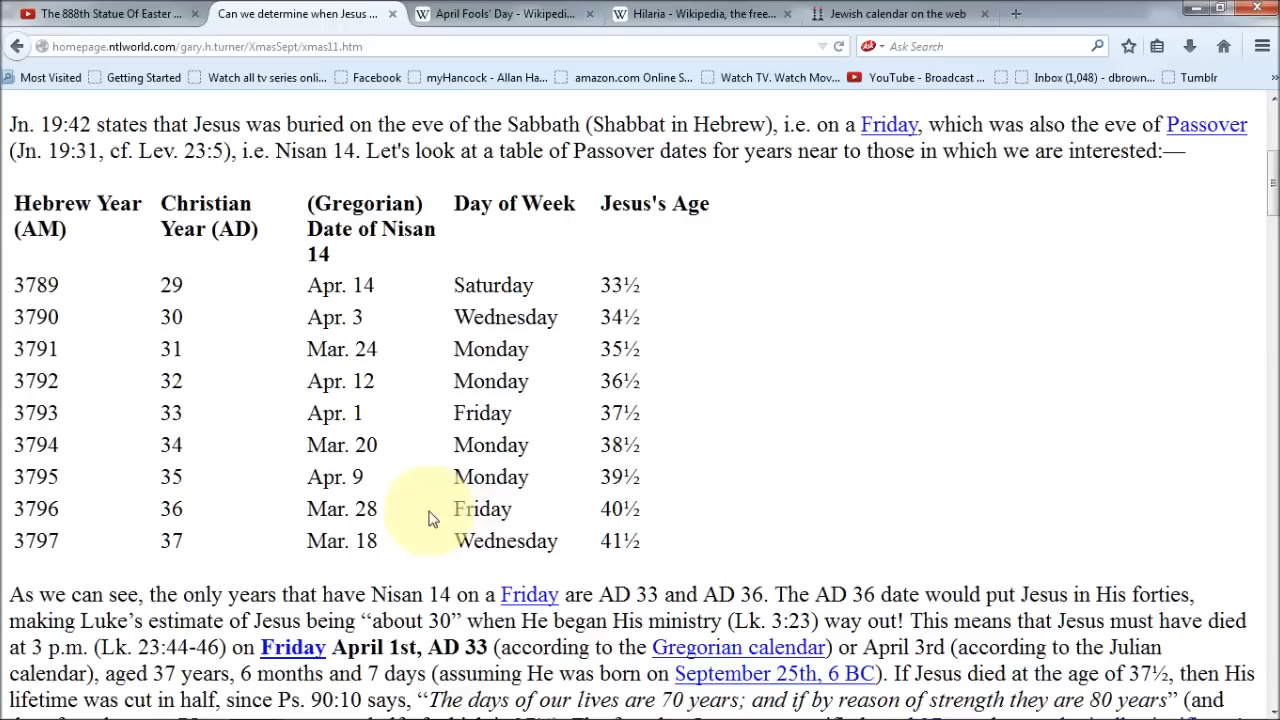 The 888th Statue Of Easter ... × Can we determine when Jesus ... × April Fools' Day - Wikipedi... × Hilaria - Wikipedia, the free... × Jewish calendar on the web ×
homepage.ntlworld.com/gary.h.turner/XmasSept/xmas11.htm Ask Search
Most Visited Getting Started Watch all tv series onli... Facebook myHancock - Allan Ha... amazon.com Online S... Watch TV. Watch Mov... YouTube - Broadcast ... Inbox (1,048) - dbrown... Tumblr
Jn. 19:42 states that Jesus was buried on the eve of the Sabbath (Shabbat in Hebrew), i.e. on a Friday, which was also the eve of Passover
(Jn. 19:31, cf. Lev. 23:5), i.e. Nisan 14. Let's look at a table of Passover dates for years near to those in which we are interested:—
Hebrew Year (AM) Christian Year (AD) (Gregorian) Date of Nisan 14 Day of Week Jesus's Age
3789 29 Apr. 14 Saturday 33½
3790 30 Apr. 3 Wednesday 34½
3791 31 Mar. 24 Monday 35½
3792 32 Apr. 12 Monday 36½
3793 33 Apr. 1 Friday 37½
3794 34 Mar. 20 Monday 38½
3795 35 Apr. 9 Monday 39½
3796 36 Mar. 28 Friday 40½
3797 37 Mar. 18 Wednesday 41½
As we can see, the only years that have Nisan 14 on a Friday are AD 33 and AD 36. The AD 36 date would put Jesus in His forties,
making Luke's estimate of Jesus being “about 30” when He began His ministry (Lk. 3:23) way out! This means that Jesus must have died
at 3 p.m. (Lk. 23:44-46) on Friday April 1st, AD 33 (according to the Gregorian calendar) or April 3rd (according to the Julian
calendar), aged 37 years, 6 months and 7 days (assuming He was born on September 25th, 6 BC). If Jesus died at the age of 37½, then His
lifetime was cut in half, since Ps. 90:10 says, “The days of our lives are 70 years; and if by reason of strength they are 80 years” (and